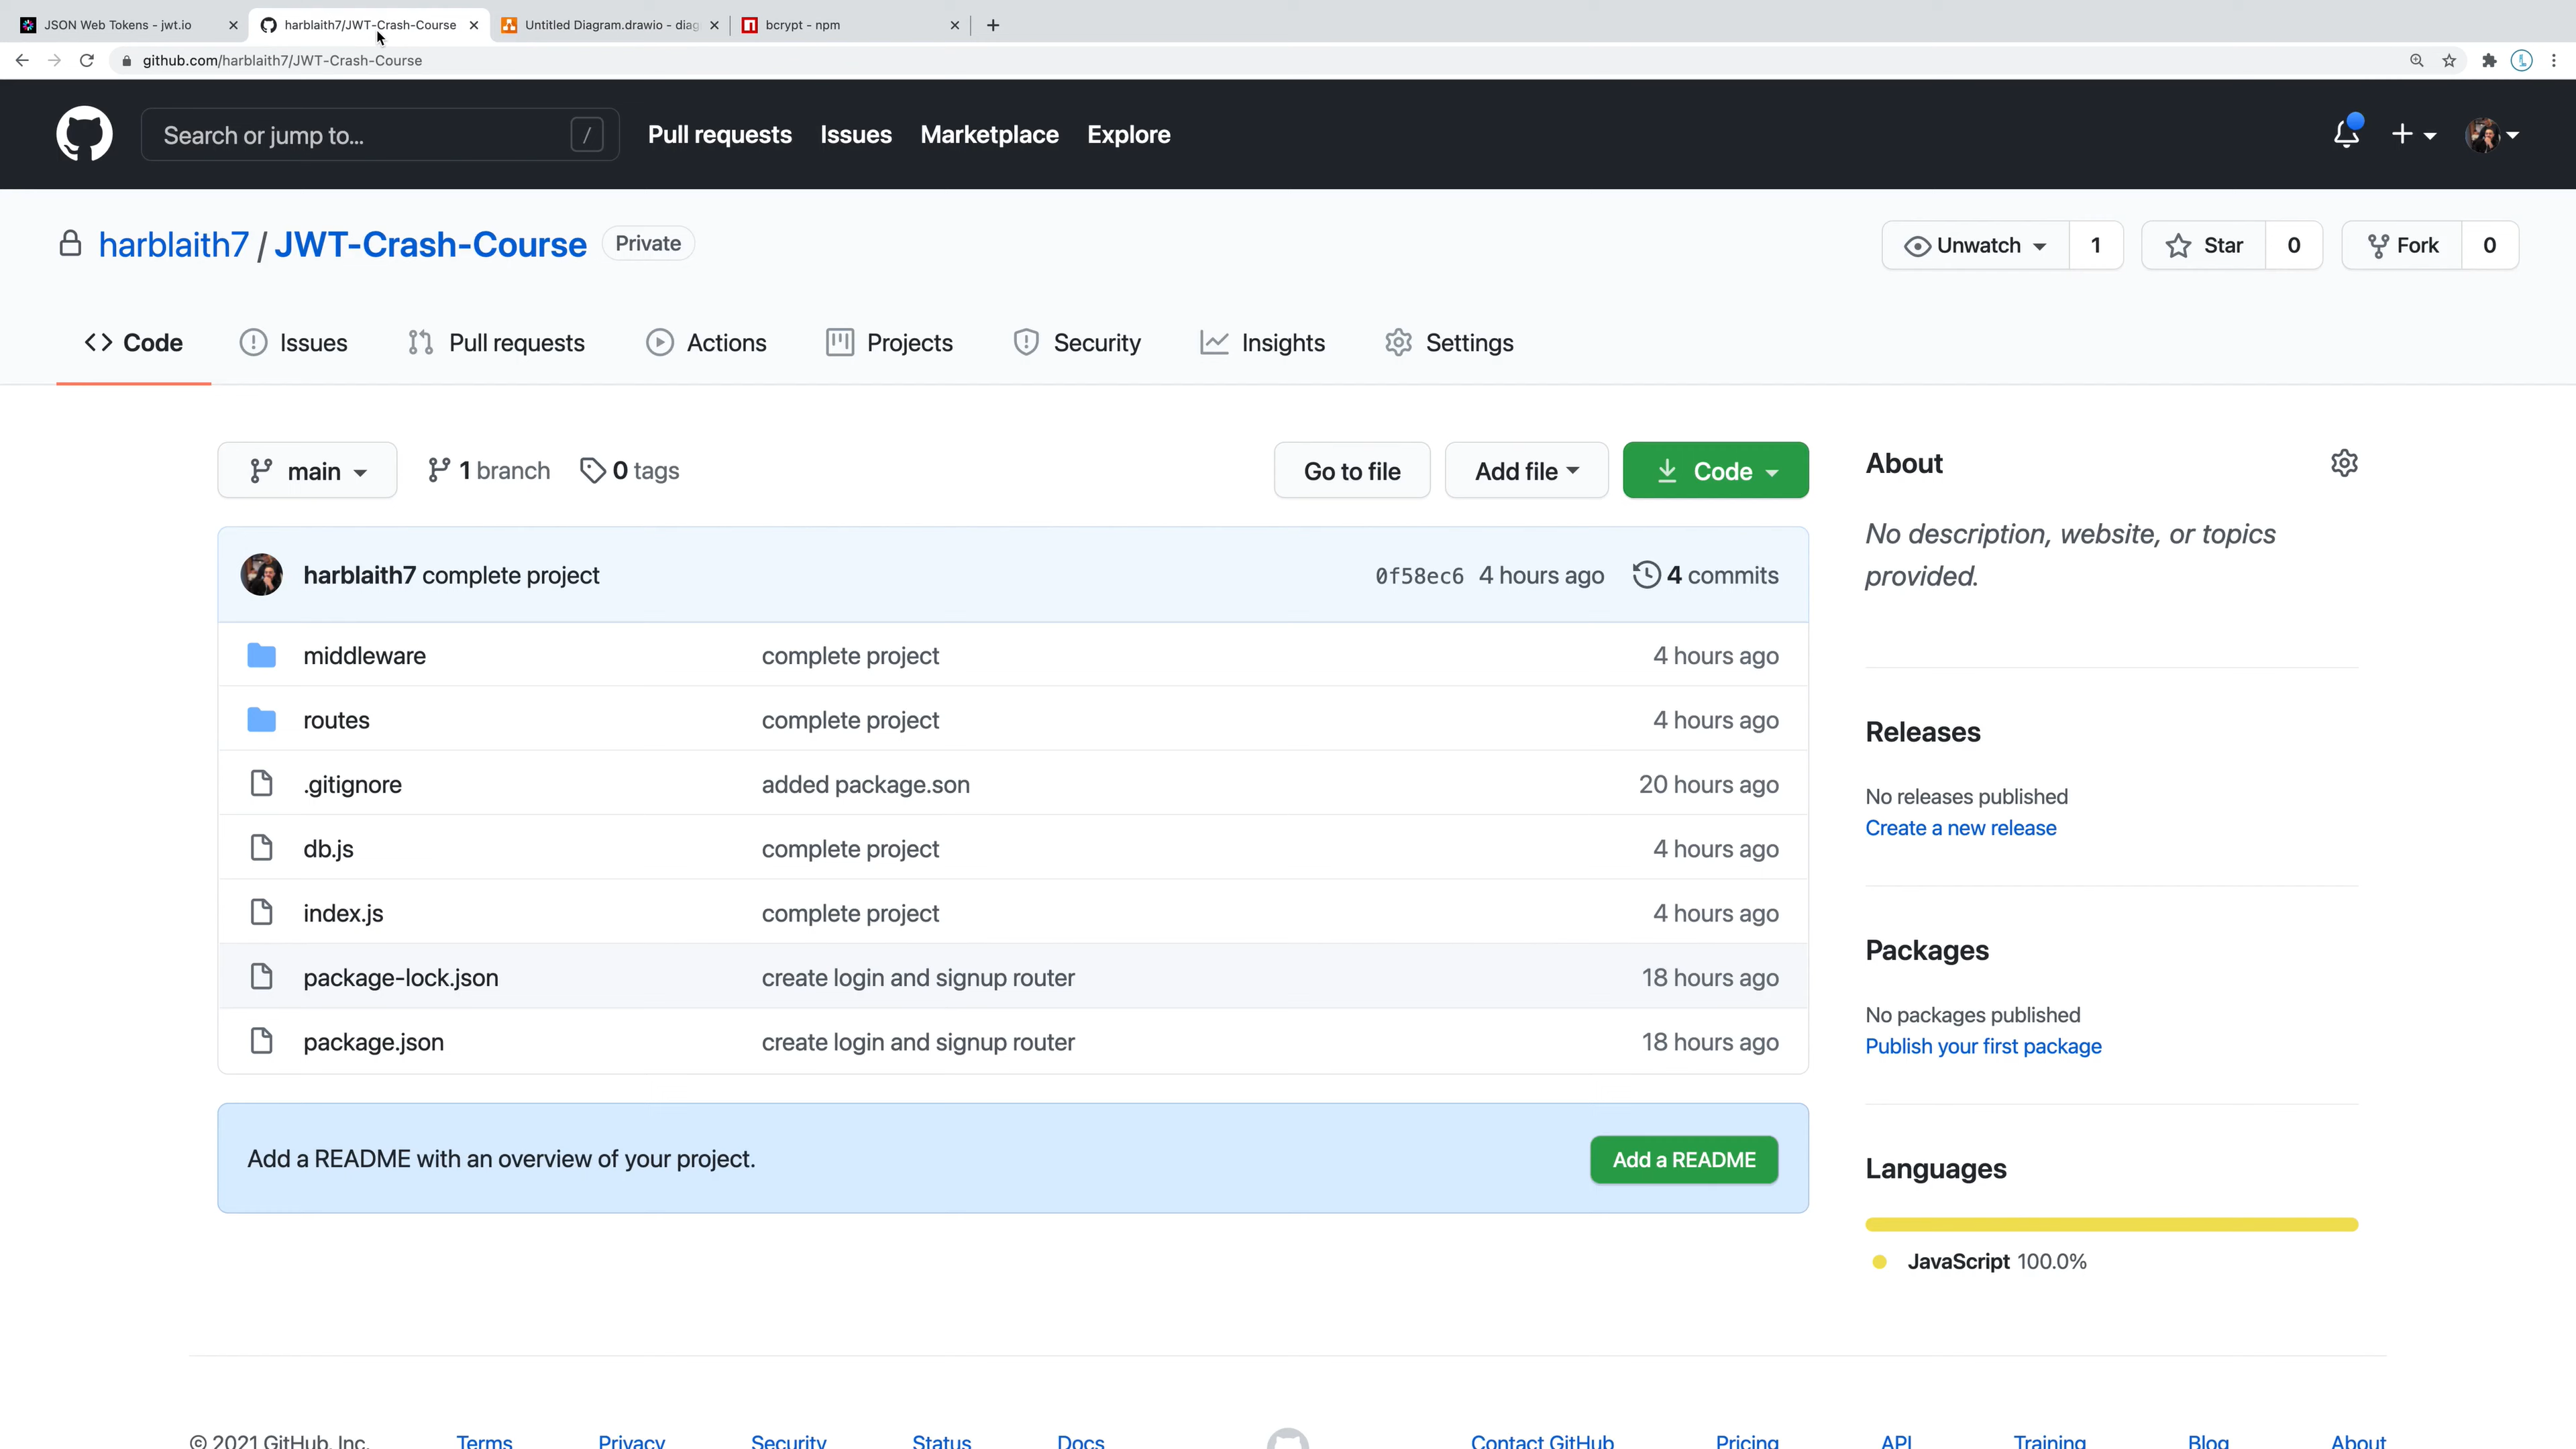 JSON Web Tokens - jwt.io
harblaith7/JWT-Crash-Course
Untitled Diagram.drawio - diag
bcrypt - npm
github.com/harblaith7/JWT-Crash-Course
Search or jump to... /
Pull requests Issues Marketplace Explore
harblaith7 / JWT-Crash-Course Private
Unwatch 1 Star 0 Fork 0
Code Issues Pull requests Actions Projects Security Insights Settings
main 1 branch 0 tags Go to file Add file Code
harblaith7 complete project 0f58ec6 4 hours ago 4 commits
middleware complete project 4 hours ago
routes complete project 4 hours ago
.gitignore added package.son 20 hours ago
db.js complete project 4 hours ago
index.js complete project 4 hours ago
package-lock.json create login and signup router 18 hours ago
package.json create login and signup router 18 hours ago
Add a README with an overview of your project. Add a README
About
No description, website, or topics
provided.
Releases
No releases published
Create a new release
Packages
No packages published
Publish your first package
Languages
JavaScript 100.0%
© 2021 GitHub, Inc. Terms Privacy Security Status Docs Contact GitHub Pricing API Training Blog About